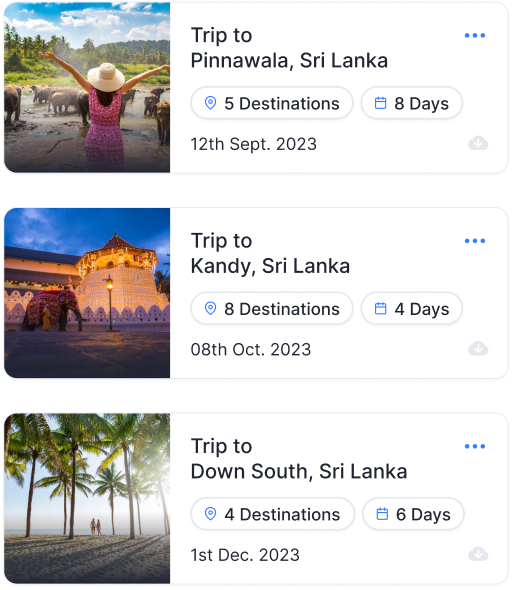 Trip to
Pinnawala, Sri Lanka
5 Destinations
8 Days
12th Sept. 2023
Trip to
Kandy, Sri Lanka
8 Destinations
4 Days
08th Oct. 2023
Trip to
Down South, Sri Lanka
4 Destinations
6 Days
1st Dec. 2023